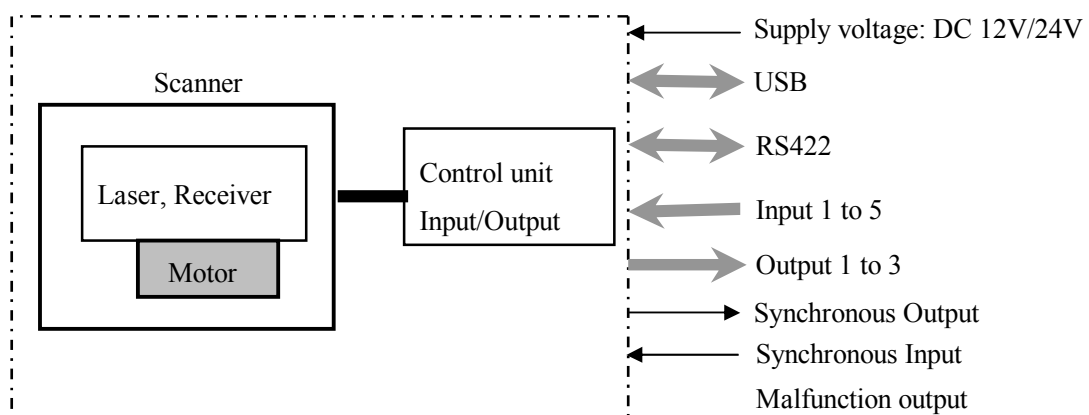 Supply voltage: DC 12V/24V
Scanner
USB
Laser, Receiver
Control unit
Input/Output
RS422
Input 1 to 5
Motor
Output 1 to 3
Synchronous Output
Synchronous Input
Malfunction output